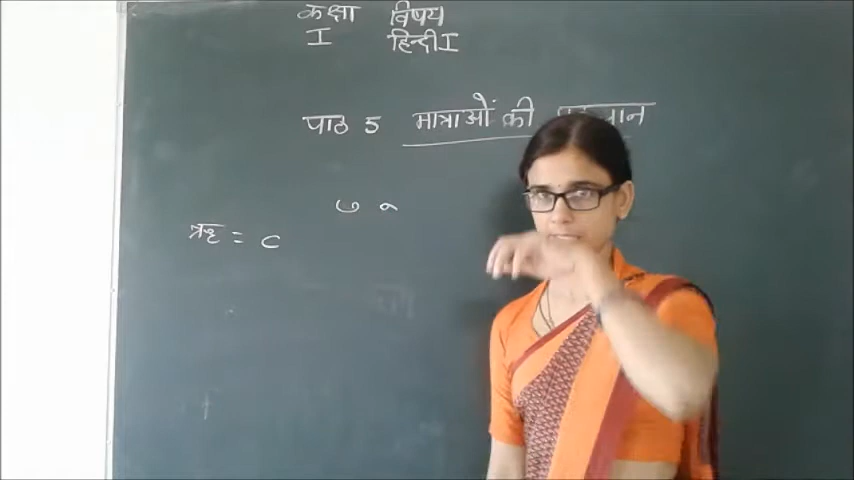 कक्षा विषय
I हिन्दी I
पाठ 5 मात्राओं की
ु ू
ऋ = ृ